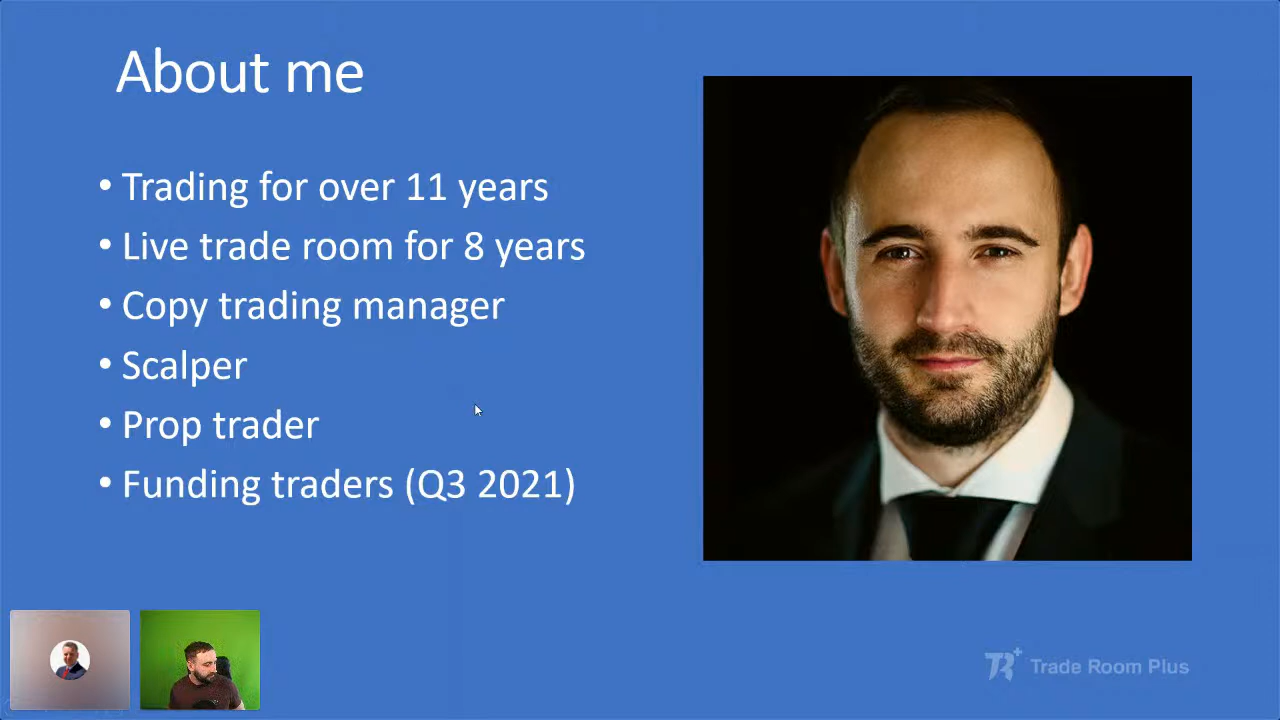 About me
• Trading for over 11 years
• Live trade room for 8 years
• Copy trading manager
• Scalper
• Prop trader
• Funding traders (Q3 2021)
TR+ Trade Room Plus